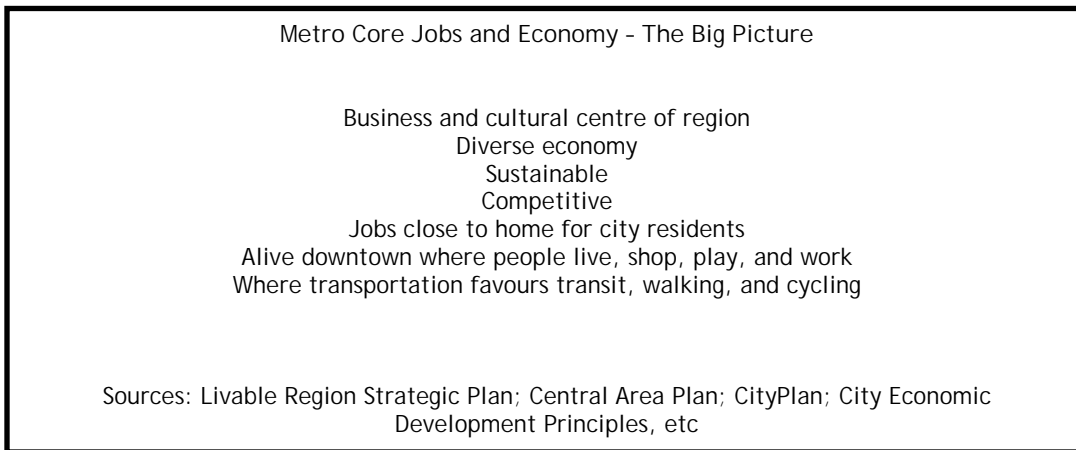 Metro Core Jobs and Economy – The Big Picture
Business and cultural centre of region
Diverse economy
Sustainable
Competitive
Jobs close to home for city residents
Alive downtown where people live, shop, play, and work
Where transportation favours transit, walking, and cycling
Sources: Livable Region Strategic Plan; Central Area Plan; CityPlan; City Economic
Development Principles, etc